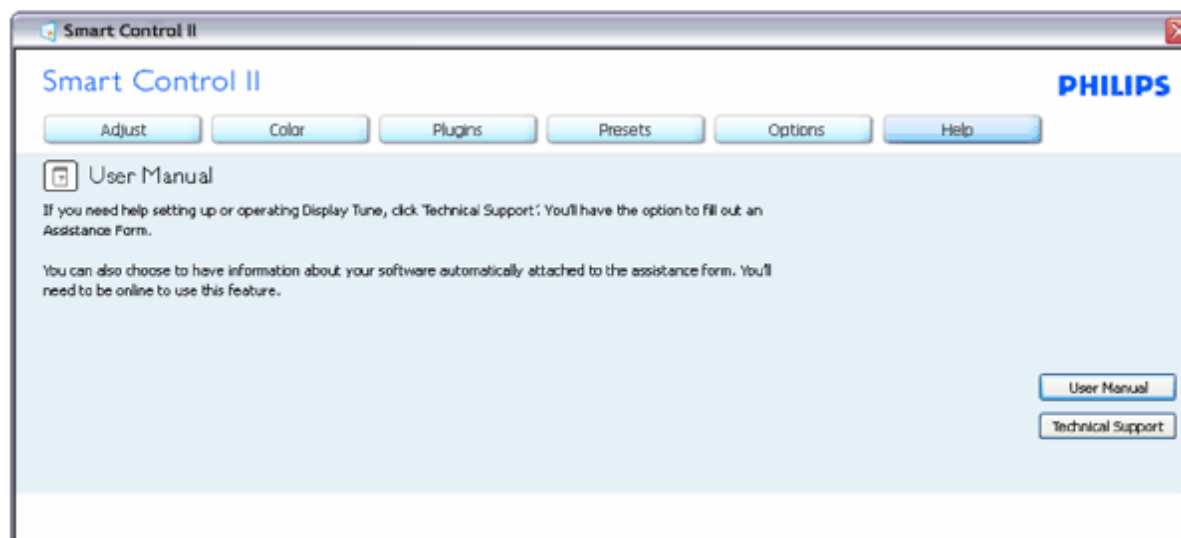 Smart Control II
Smart Control II
PHILIPS
Adjust
Color
Plugins
Presets
Options
Help
User Manual
If you need help setting up or operating Display Tune, click 'Technical Support'. You'll have the option to fill out an
Assistance Form.
You can also choose to have information about your software automatically attached to the assistance form. You'll
need to be online to use this feature.
User Manual
Technical Support